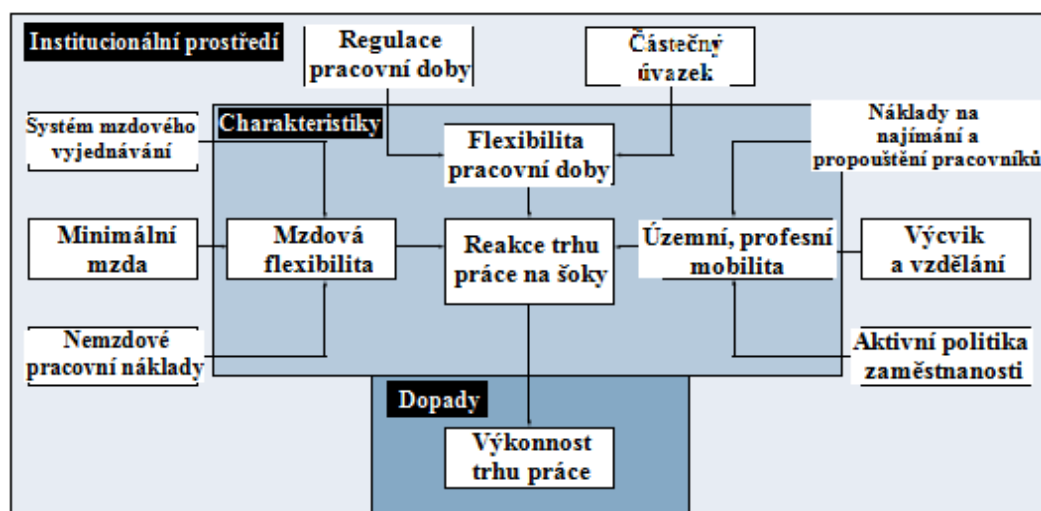 Institucionální prostředí
Regulace
pracovní doby
Částečný
úvazek
Systém mzdového
vyjednávání
Charakteristiky
Flexibilita
pracovní doby
Náklady na
najímání a
propouštění pracovníků
Minimální
mzda
Mzdová
flexibilita
Reakce trhu
práce na šoky
Územní, profesní
mobilita
Výcvik
a vzdělání
Nemzdové
pracovní náklady
Aktivní politika
zaměstnanosti
Dopady
Výkonnost
trhu práce